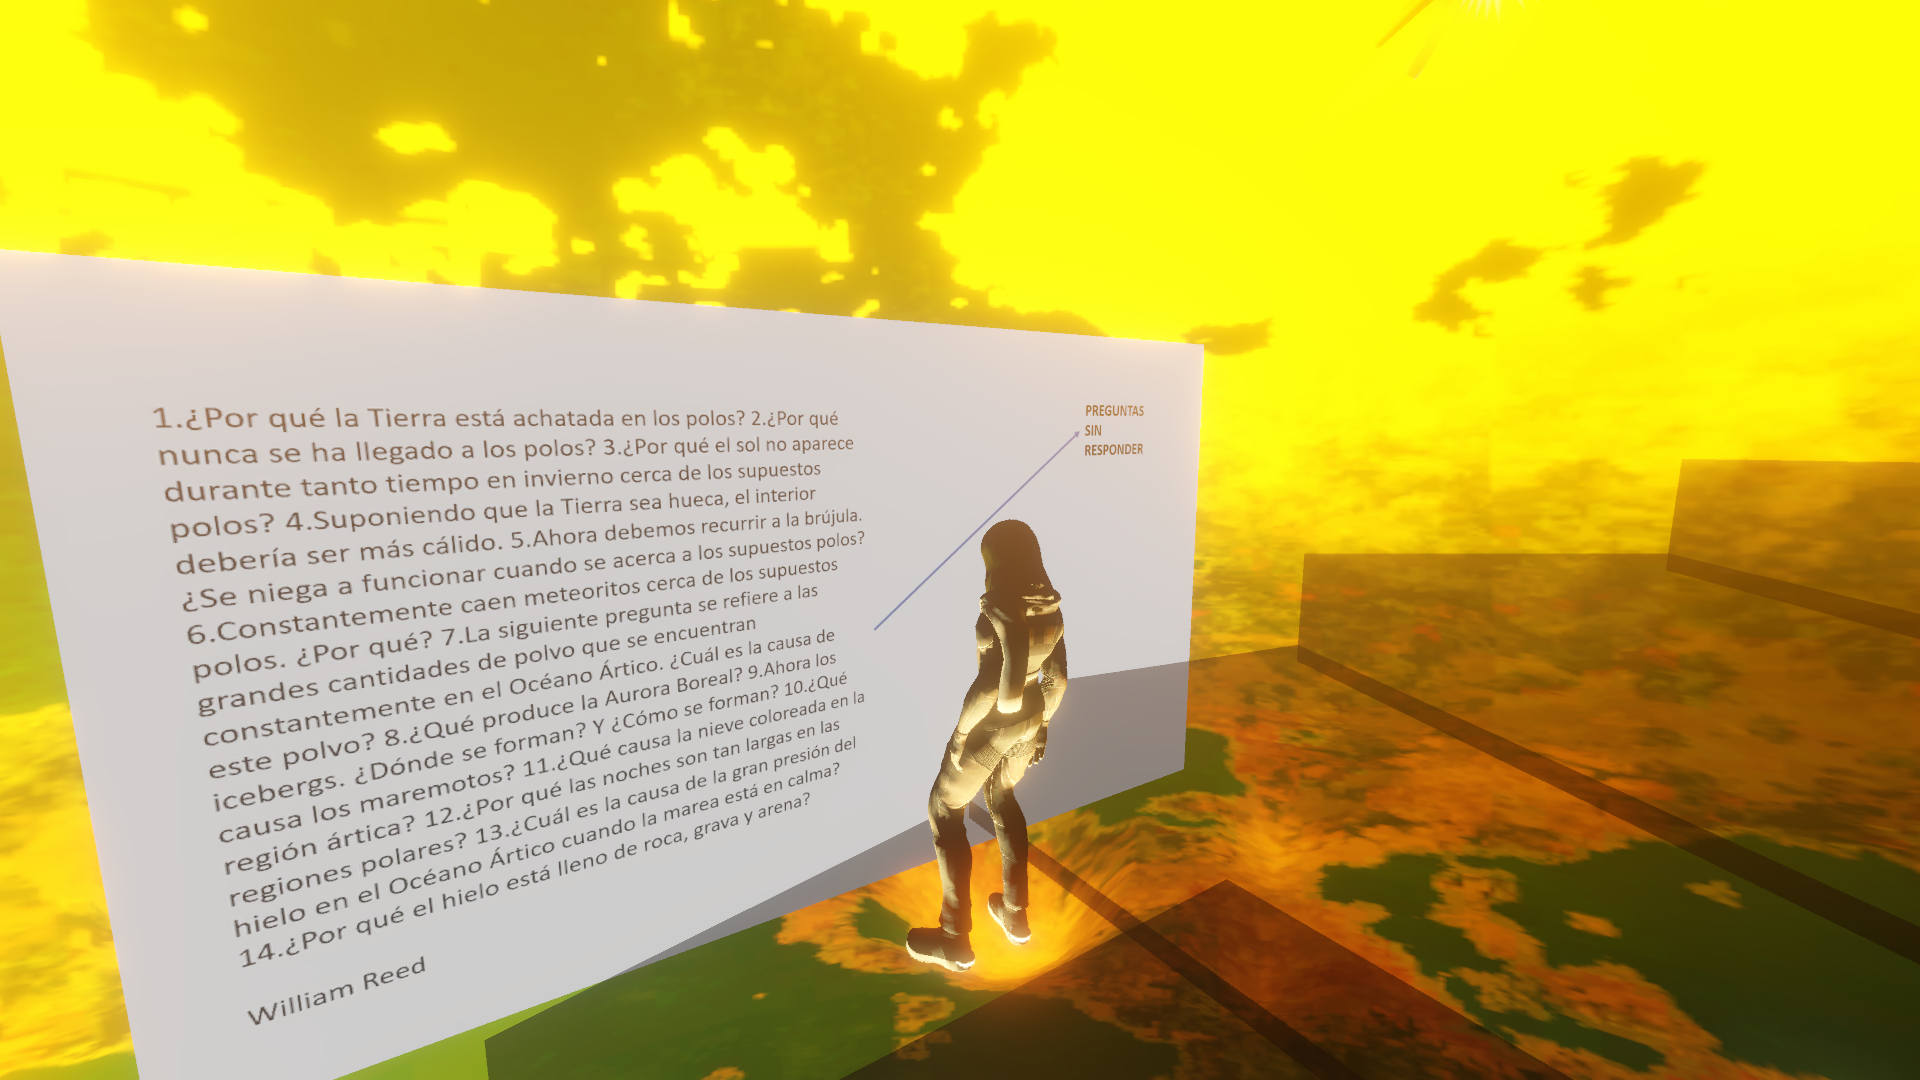 1.¿Por qué la Tierra está achatada en los polos? 2.¿Por qué
nunca se ha llegado a los polos? 3.¿Por qué el sol no aparece
durante tanto tiempo en invierno cerca de los supuestos
polos? 4.Suponiendo que la Tierra sea hueca, el interior
debería ser más cálido. 5.Ahora debemos recurrir a la brújula.
¿Se niega a funcionar cuando se acerca a los supuestos polos?
6.Constantemente caen meteoritos cerca de los supuestos
polos. ¿Por qué? 7.La siguiente pregunta se refiere a las
grandes cantidades de polvo que se encuentran
constantemente en el Océano Ártico. ¿Cuál es la causa de
este polvo? 8.¿Qué produce la Aurora Boreal? 9.Ahora los
icebergs. ¿Dónde se forman? Y ¿Cómo se forman? 10.¿Qué
causa los maremotos? 11.¿Qué causa la nieve coloreada en la
región ártica? 12.¿Por qué las noches son tan largas en las
regiones polares? 13.¿Cuál es la causa de la gran presión del
hielo en el Océano Ártico cuando la marea está en calma?
14.¿Por qué el hielo está lleno de roca, grava y arena?
William Reed
PREGUNTAS
SIN
RESPONDER